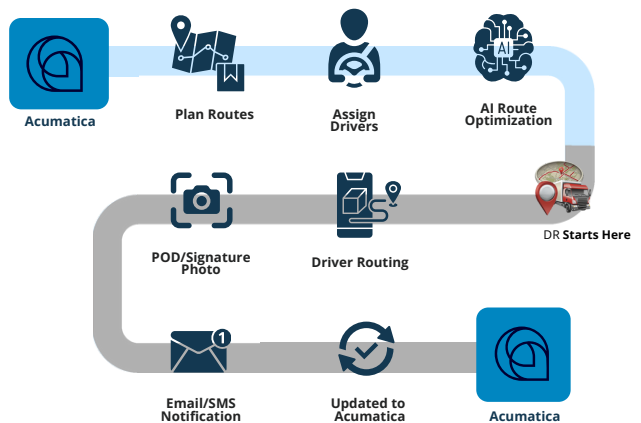 Acumatica
Plan Routes
Assign
Drivers
AI
AI Route
Optimization
DR Starts Here
Driver Routing
POD/Signature
Photo
1
Email/SMS
Notification
Updated to
Acumatica
Acumatica